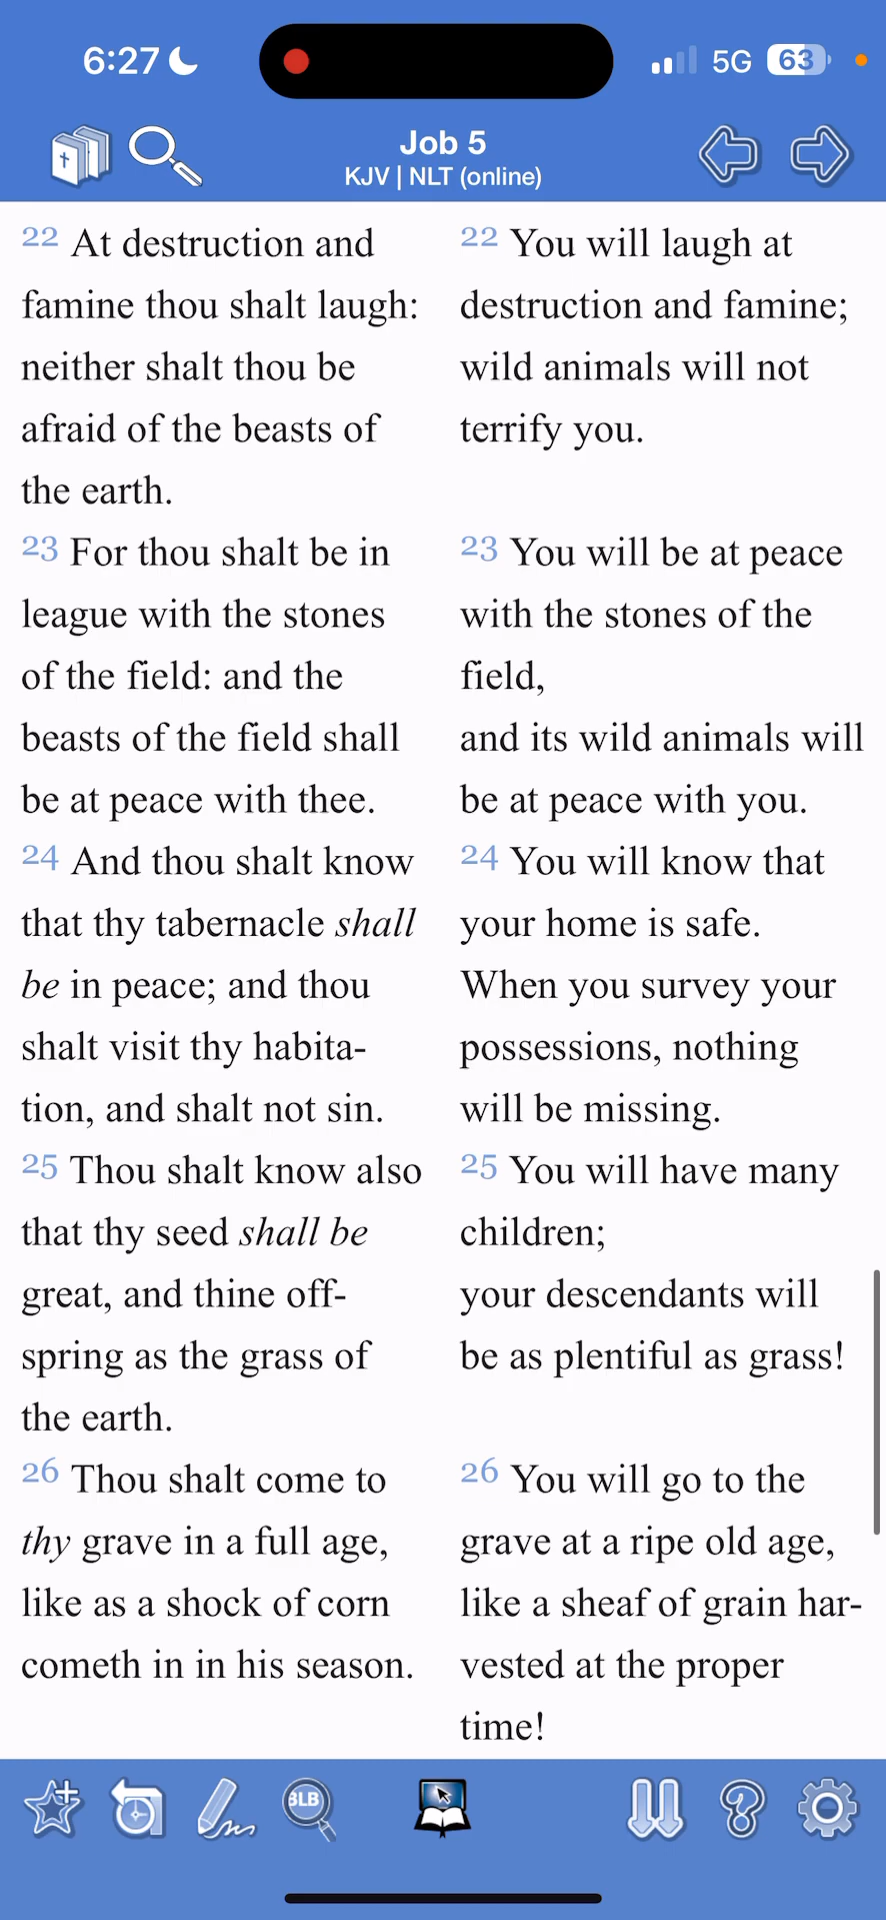 6:27
5G
63
Job 5
KJV | NLT (online)
22 At destruction and
famine thou shalt laugh:
neither shalt thou be
afraid of the beasts of
the earth.
23 For thou shalt be in
league with the stones
of the field: and the
beasts of the field shall
be at peace with thee.
24 And thou shalt know
that thy tabernacle shall
be in peace; and thou
shalt visit thy habita-
tion, and shalt not sin.
25 Thou shalt know also
that thy seed shall be
great, and thine off-
spring as the grass of
the earth.
26 Thou shalt come to
thy grave in a full age,
like as a shock of corn
cometh in in his season.
22 You will laugh at
destruction and famine;
wild animals will not
terrify you.
23 You will be at peace
with the stones of the
field,
and its wild animals will
be at peace with you.
24 You will know that
your home is safe.
When you survey your
possessions, nothing
will be missing.
25 You will have many
children;
your descendants will
be as plentiful as grass!
26 You will go to the
grave at a ripe old age,
like a sheaf of grain har-
vested at the proper
time!
BLB